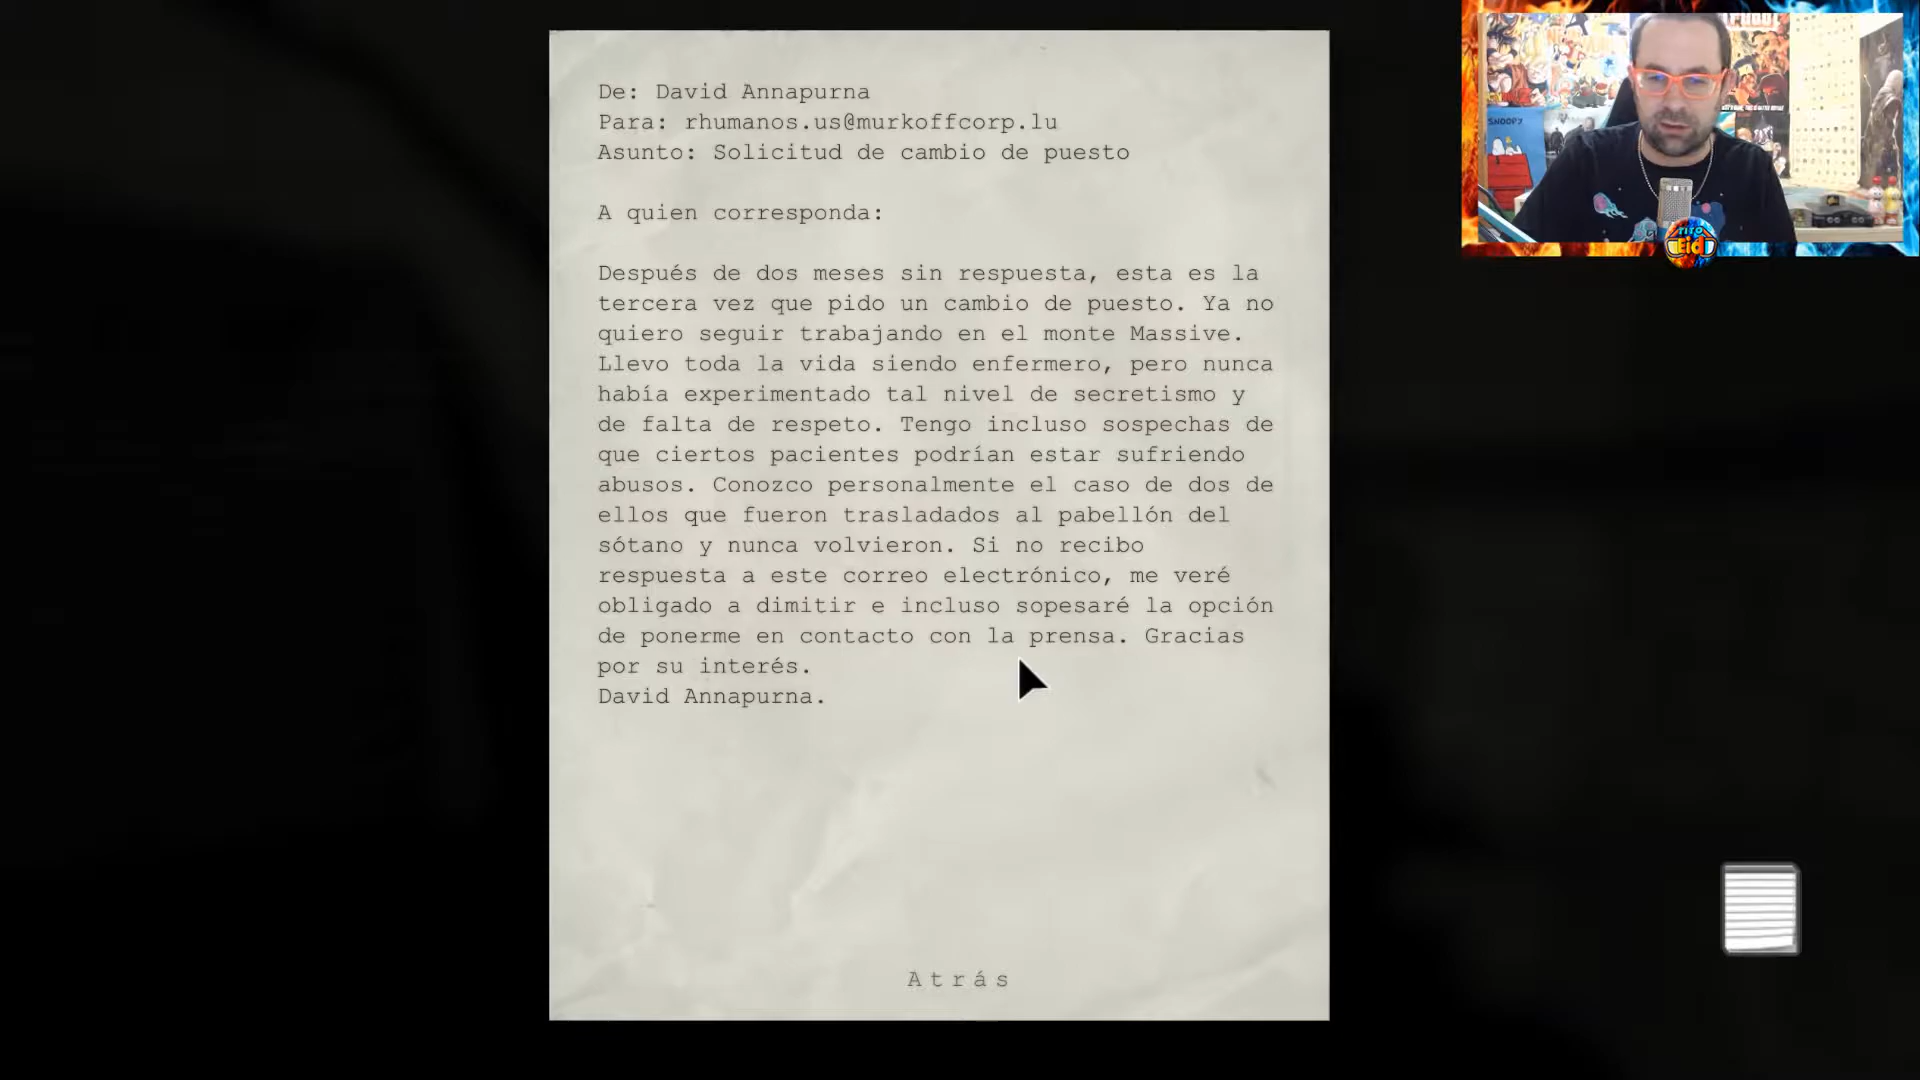 De: David Annapurna
Para: rhumanos.us@murkoffcorp.lu
Asunto: Solicitud de cambio de puesto
A quien corresponda:
Después de dos meses sin respuesta, esta es la
tercera vez que pido un cambio de puesto. Ya no
quiero seguir trabajando en el monte Massive.
Llevo toda la vida siendo enfermero, pero nunca
había experimentado tal nivel de secretismo y
de falta de respeto. Tengo incluso sospechas de
que ciertos pacientes podrían estar sufriendo
abusos. Conozco personalmente el caso de dos de
ellos que fueron trasladados al pabellón del
sótano y nunca volvieron. Si no recibo
respuesta a este correo electrónico, me veré
obligado a dimitir e incluso sopesaré la opción
de ponerme en contacto con la prensa. Gracias
por su interés.
David Annapurna.
Atrás
SNOOPY
TITO
Eid